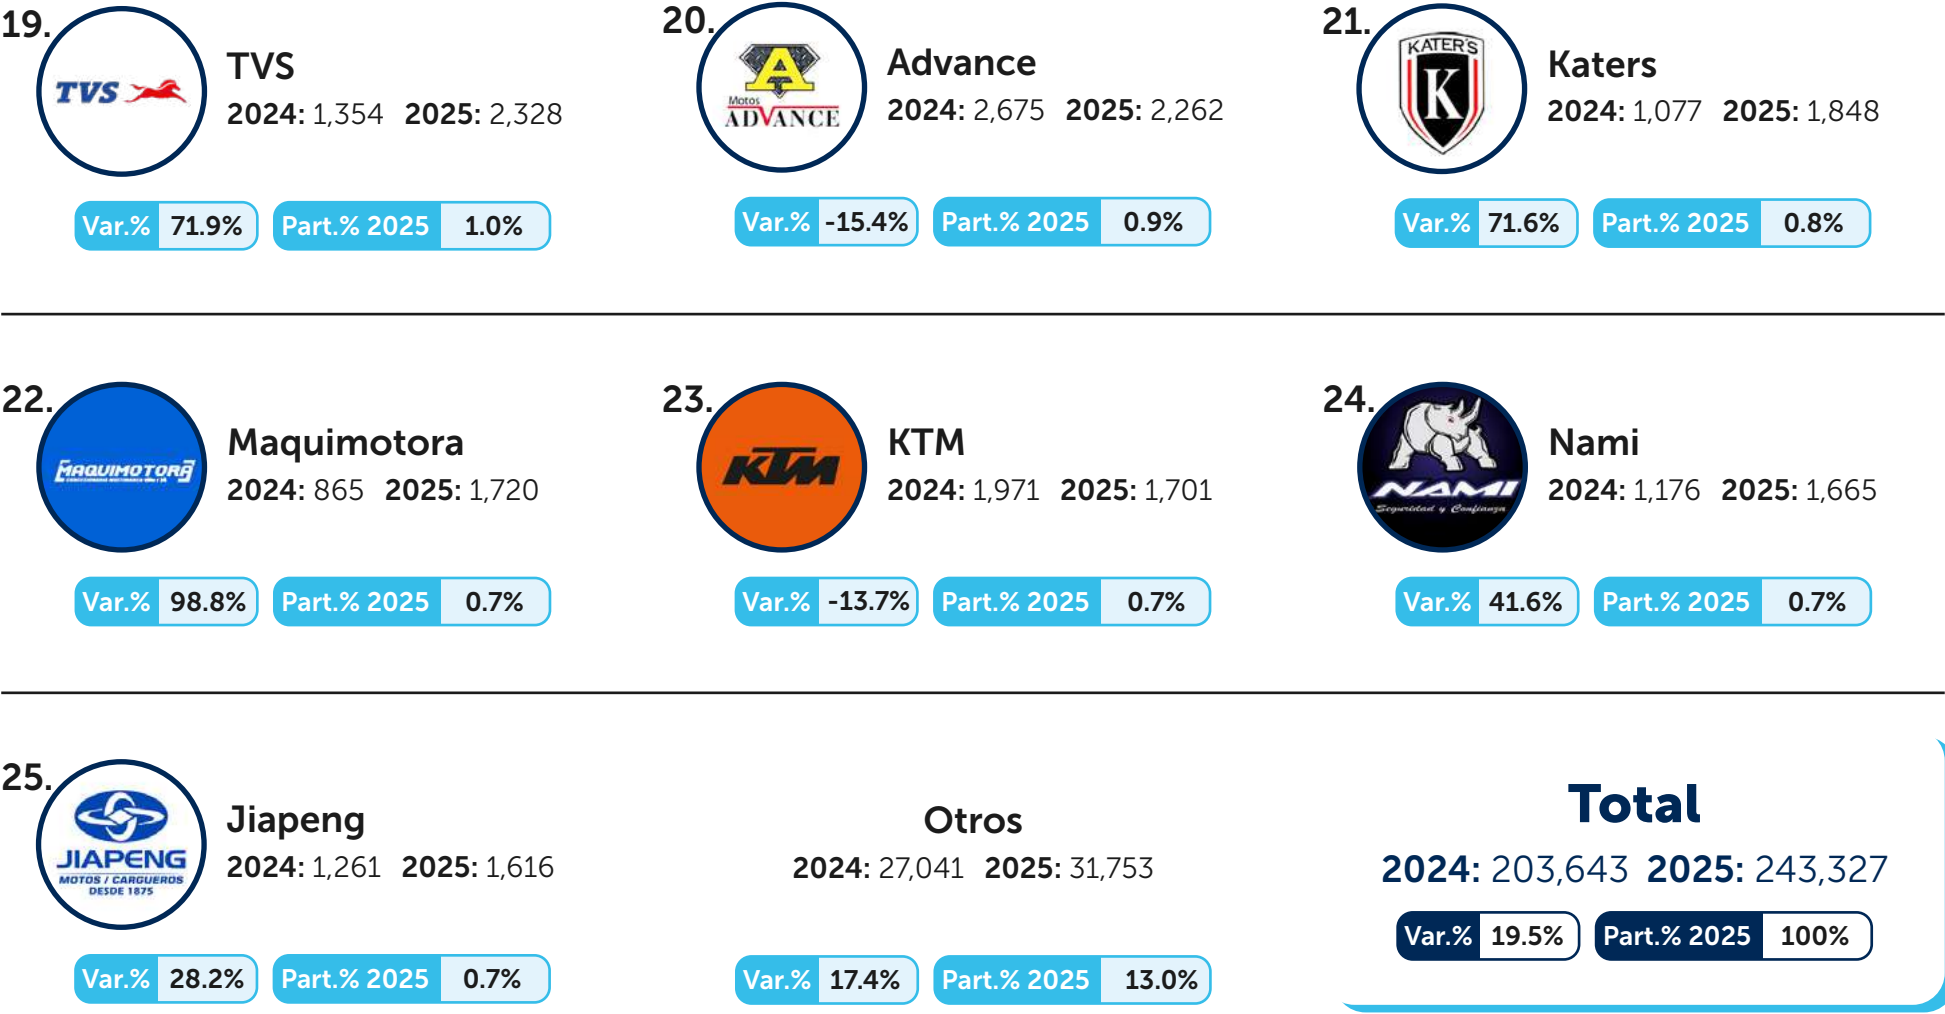 19.
TVS
TVS
2024: 1,354 2025: 2,328
Var.% 71.9% Part.% 2025 1.0%
20.
A
Motos
ADVANCE
Advance
2024: 2,675 2025: 2,262
Var.% -15.4% Part.% 2025 0.9%
21.
KATER'S
K
Katers
2024: 1,077 2025: 1,848
Var.% 71.6% Part.% 2025 0.8%
22.
MAQUIMOTORA
Maquimotora
2024: 865 2025: 1,720
Var.% 98.8% Part.% 2025 0.7%
23.
KTM
KTM
2024: 1,971 2025: 1,701
Var.% -13.7% Part.% 2025 0.7%
24.
NAMI
Seguridad y Confianza
Nami
2024: 1,176 2025: 1,665
Var.% 41.6% Part.% 2025 0.7%
25.
JIAPENG
MOTOS / CARGUEROS
DESDE 1875
Jiapeng
2024: 1,261 2025: 1,616
Var.% 28.2% Part.% 2025 0.7%
Otros
2024: 27,041 2025: 31,753
Var.% 17.4% Part.% 2025 13.0%
Total
2024: 203,643 2025: 243,327
Var.% 19.5% Part.% 2025 100%